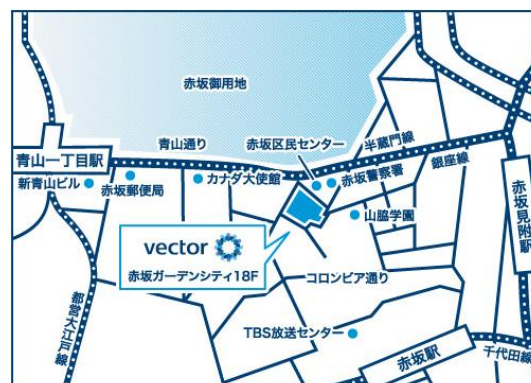 赤坂御用地
青山通り
赤坂区民センター
半蔵門線
銀座線
青山一丁目駅
新青山ビル
赤坂郵便局
カナダ大使館
赤坂警察署
赤坂見附駅
山脇学園
vector
赤坂ガーデンシティ18F
コロンビア通り
都営大江戸線
TBS放送センター
赤坂駅
千代田線